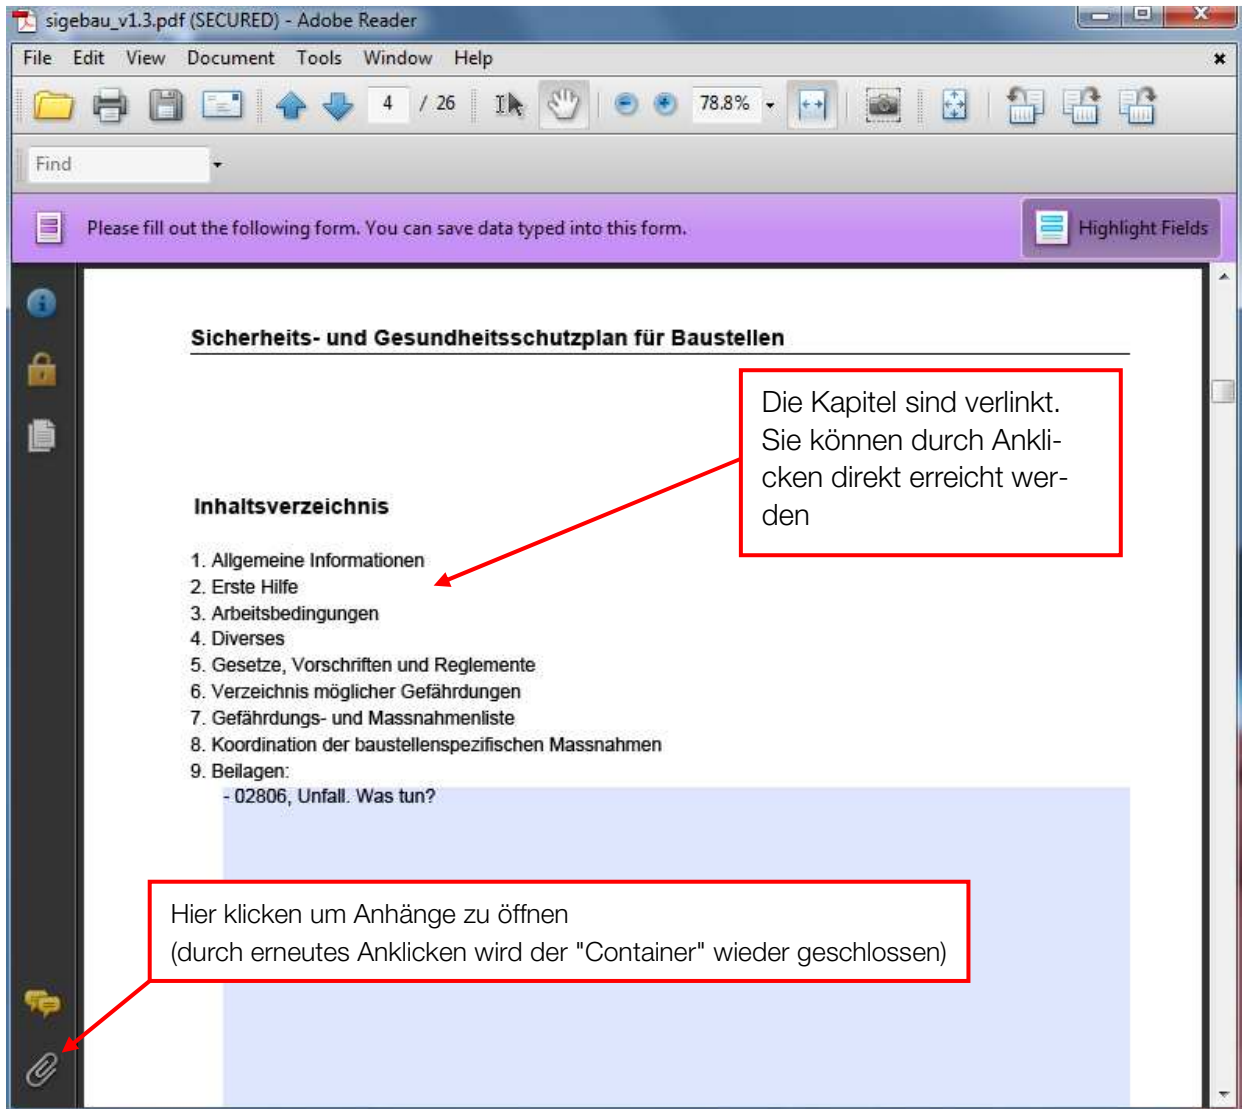 sigebau_v1.3.pdf (SECURED) - Adobe Reader
File Edit View Document Tools Window Help
4 / 26 78.8%
Find
Please fill out the following form. You can save data typed into this form.
Highlight Fields
Sicherheits- und Gesundheitsschutzplan für Baustellen
Die Kapitel sind verlinkt.
Sie können durch Ankli-
cken direkt erreicht wer-
den
Inhaltsverzeichnis
1. Allgemeine Informationen
2. Erste Hilfe
3. Arbeitsbedingungen
4. Diverses
5. Gesetze, Vorschriften und Reglemente
6. Verzeichnis möglicher Gefährdungen
7. Gefährdungs- und Massnahmenliste
8. Koordination der baustellenspezifischen Massnahmen
9. Beilagen:
- 02806, Unfall. Was tun?
Hier klicken um Anhänge zu öffnen
(durch erneutes Anklicken wird der "Container" wieder geschlossen)